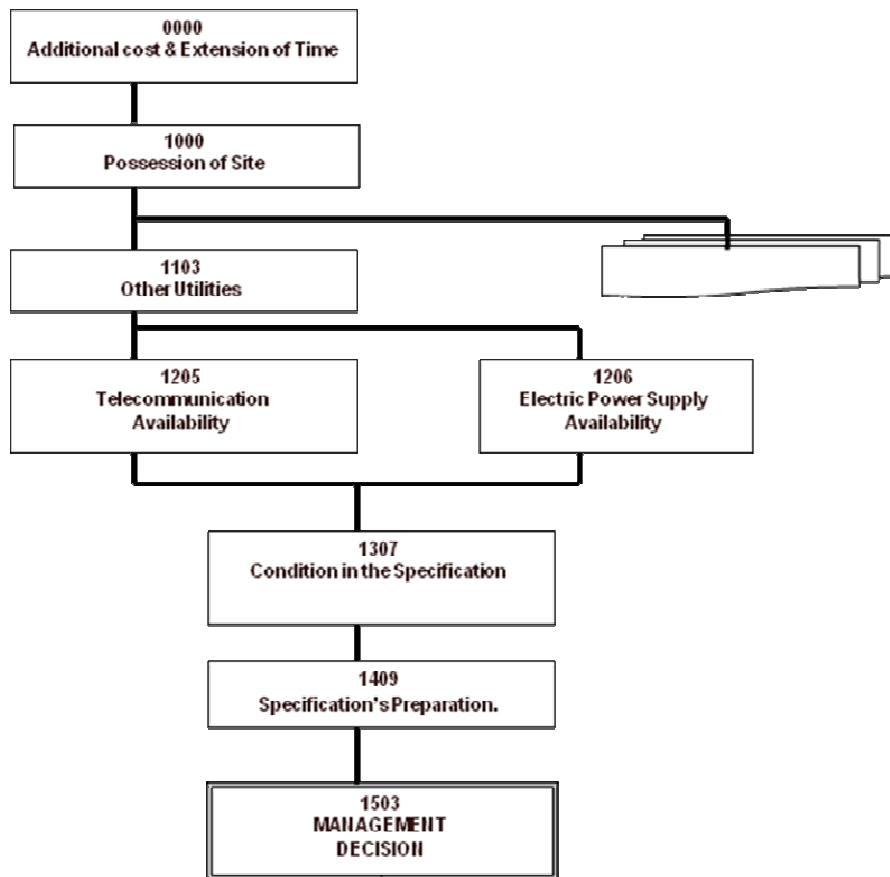 0000
Additional cost & Extension of Time
1000
Possession of Site
1103
Other Utilities
1205
Telecommunication
Availability
1206
Electric Power Supply
Availability
1307
Condition in the Specification
1409
Specification's Preparation.
1503
MANAGEMENT
DECISION